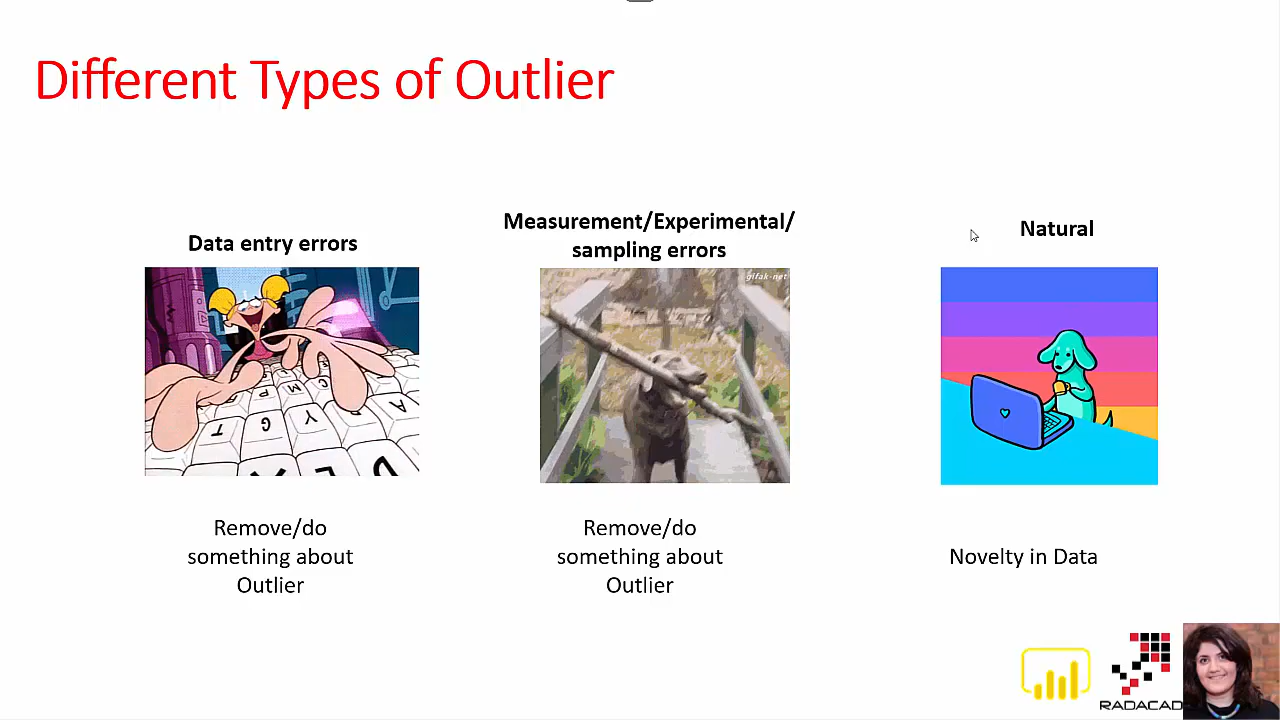 Different Types of Outlier
Data entry errors
Measurement/Experimental/
sampling errors
Natural
gifak-net
Remove/do
something about
Outlier
Remove/do
something about
Outlier
Novelty in Data
RADACAD